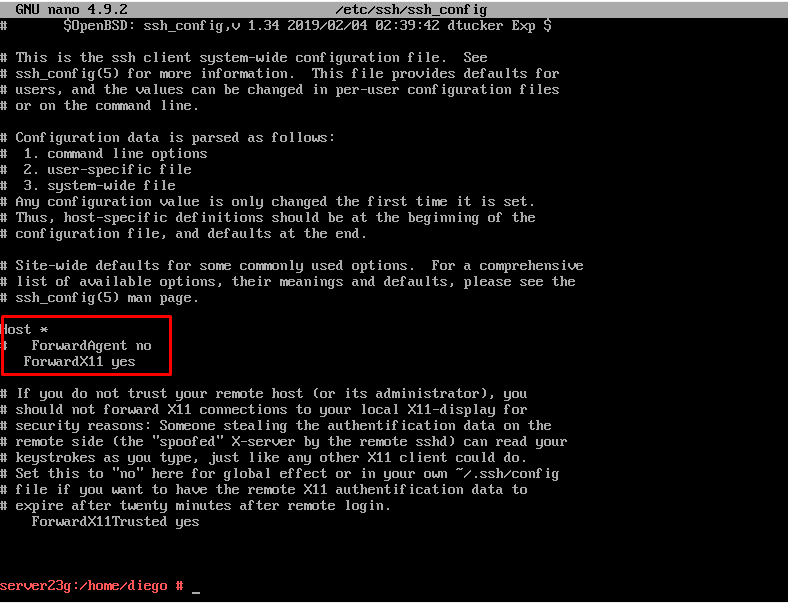 GNU nano 4.9.2 /etc/ssh/ssh_config
# $OpenBSD: ssh_config,v 1.34 2019/02/04 02:39:42 dtucker Exp $
# This is the ssh client system-wide configuration file. See
# ssh_config(5) for more information. This file provides defaults for
# users, and the values can be changed in per-user configuration files
# or on the command line.
# Configuration data is parsed as follows:
# 1. command line options
# 2. user-specific file
# 3. system-wide file
# Any configuration value is only changed the first time it is set.
# Thus, host-specific definitions should be at the beginning of the
# configuration file, and defaults at the end.
# Site-wide defaults for some commonly used options. For a comprehensive
# list of available options, their meanings and defaults, please see the
# ssh_config(5) man page.
Host *
# ForwardAgent no
ForwardX11 yes
# If you do not trust your remote host (or its administrator), you
# should not forward X11 connections to your local X11-display for
# security reasons: Someone stealing the authentification data on the
# remote side (the "spoofed" X-server by the remote sshd) can read your
# keystrokes as you type, just like any other X11 client could do.
# Set this to "no" here for global effect or in your own ~/.ssh/config
# file if you want to have the remote X11 authentification data to
# expire after twenty minutes after remote login.
ForwardX11Trusted yes
server23g:/home/diego # _